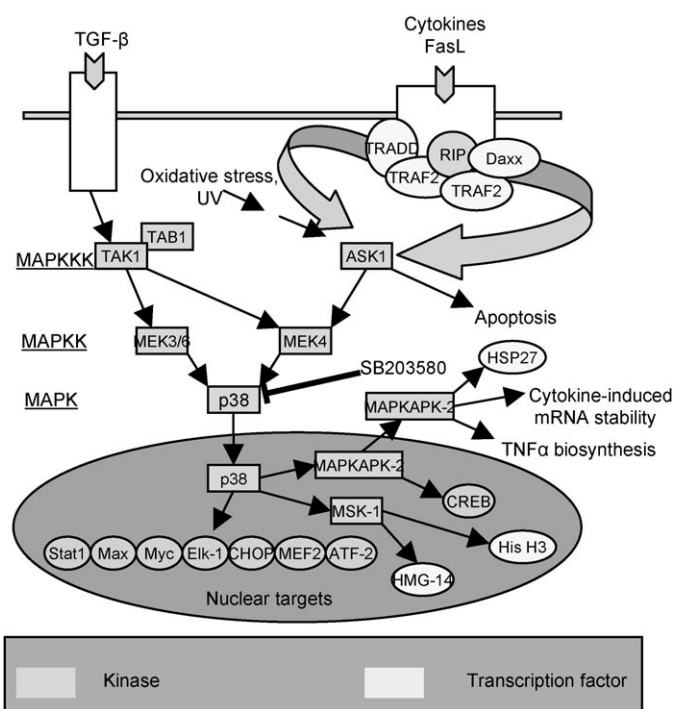 TGF-β
Cytokines
FasL
TRADD
RIP
Daxx
TRAF2
TRAF2
Oxidative stress,
UV
TAB1
MAPKKK
TAK1
ASK1
Apoptosis
MAPKK
MEK3/6
MEK4
HSP27
SB203580
MAPK
p38
MAPKAPK-2
Cytokine-induced
mRNA stability
TNFα biosynthesis
p38
MAPKAPK-2
CREB
MSK-1
Stat1
Max
Myc
Elk-1
CHOP
MEF2
ATF-2
His H3
HMG-14
Nuclear targets
Kinase
Transcription factor